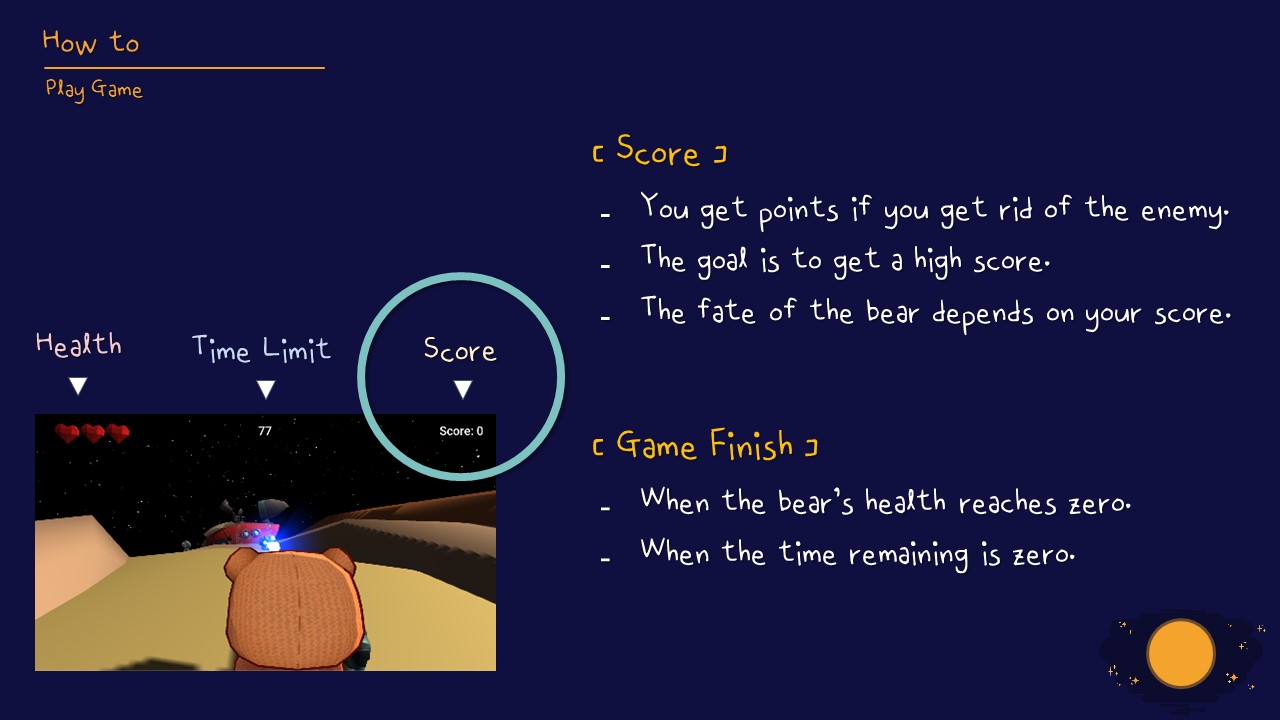 How to
Play Game
[ Score ]
- You get points if you get rid of the enemy.
- The goal is to get a high score.
- The fate of the bear depends on your score.
Health
Time Limit
Score
77
Score: 0
[ Game Finish ]
- When the bear's health reaches zero.
- When the time remaining is zero.